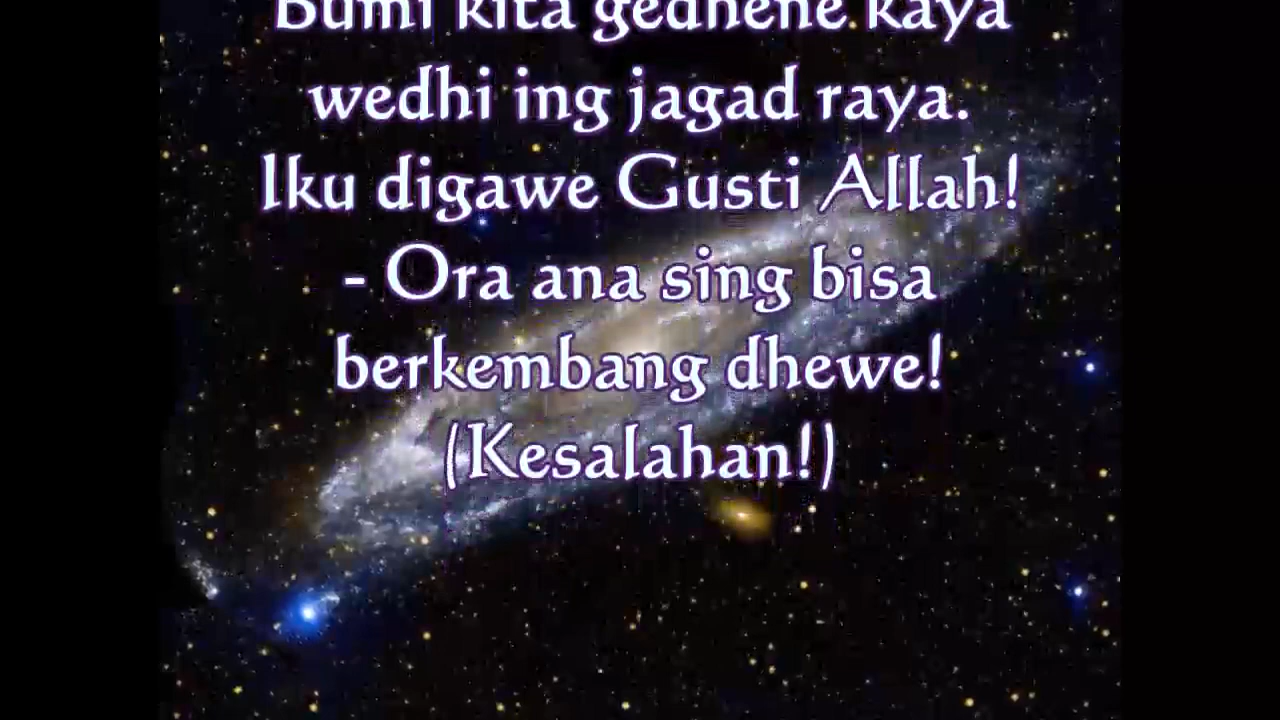 Bumi kita gedhene kaya
wedhi ing jagad raya.
Iku digawe Gusti Allah!
- Ora ana sing bisa
berkembang dhewe!
(Kesalahan!)